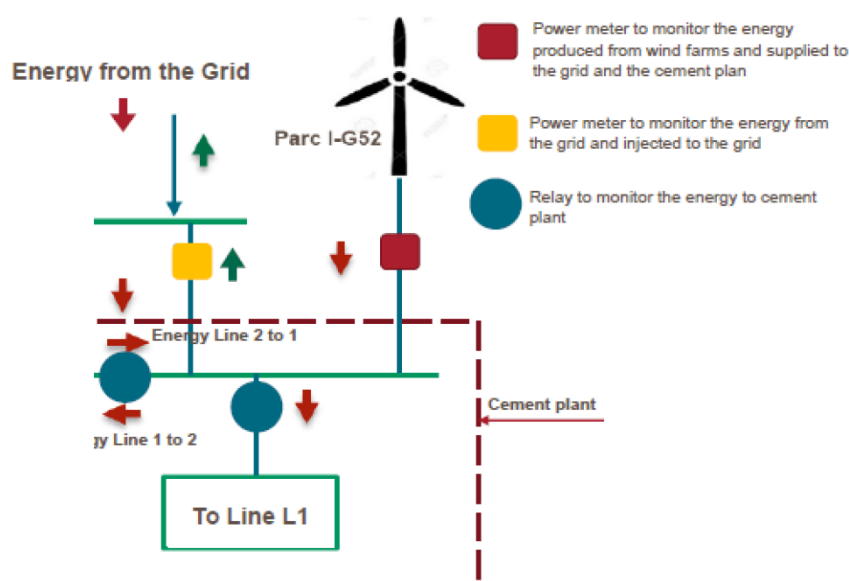 Power meter to monitor the energy
produced from wind farms and supplied to
the grid and the cement plan
Energy from the Grid
Parc I-G52
Power meter to monitor the energy from
the grid and injected to the grid
Relay to monitor the energy to cement
plant
Energy Line 2 to 1
Cement plant
gy Line 1 to 2
To Line L1